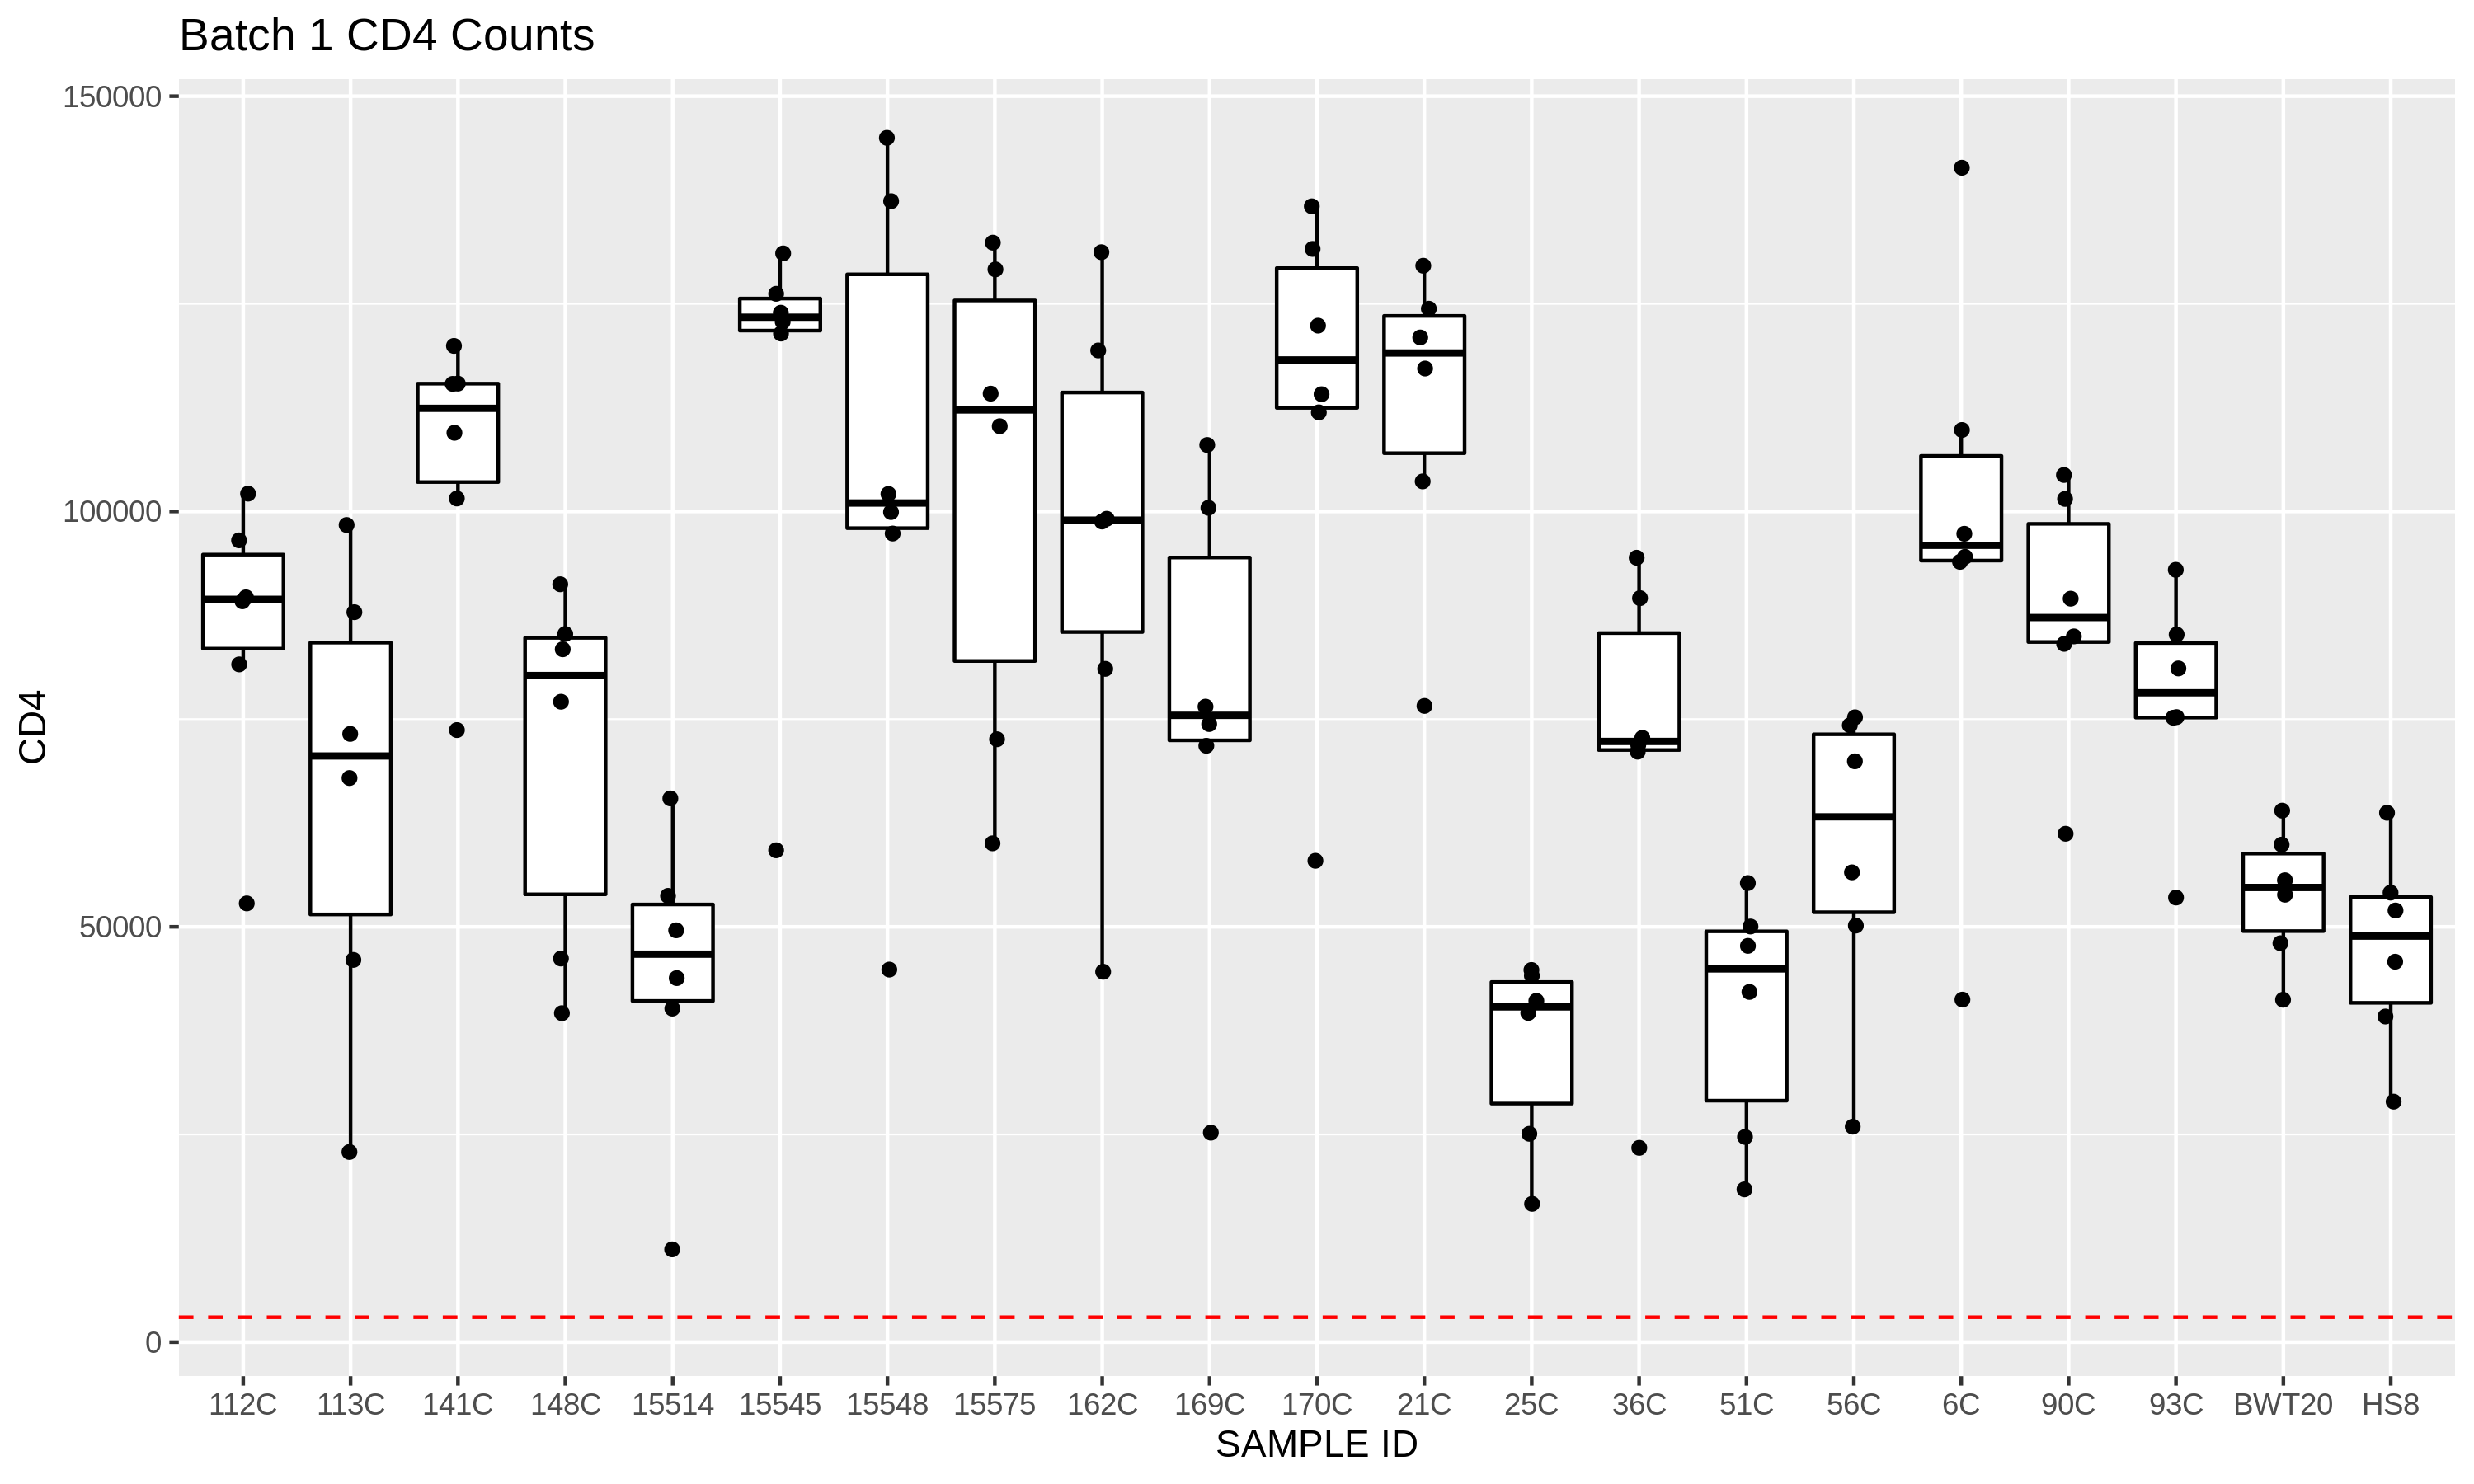 Batch 1 CD4 Counts
150000
100000
50000
0
CD4
112C 113C 141C 148C 15514 15545 15548 15575 162C 169C 170C 21C 25C 36C 51C 56C 6C 90C 93C BWT20 HS8
SAMPLE ID